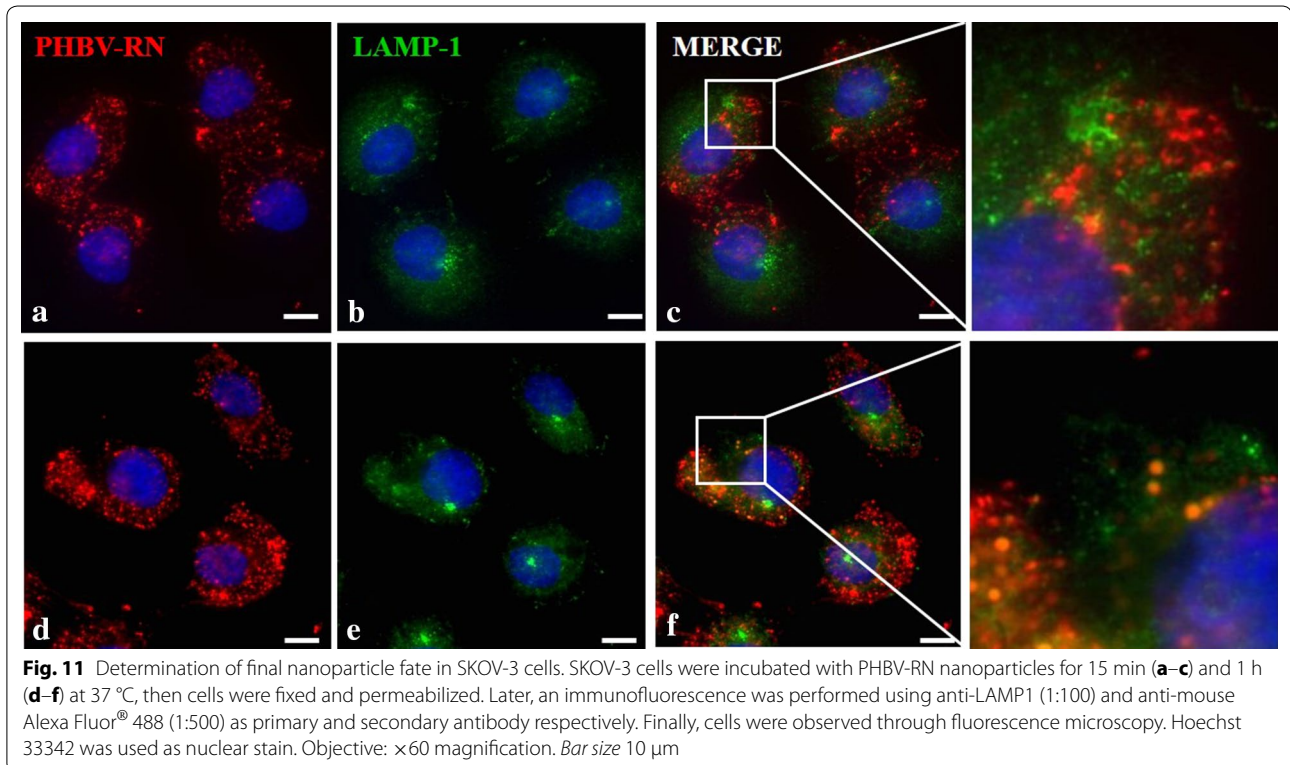 PHBV-RN LAMP-1 MERGE
a b c
d e f
Fig. 11 Determination of final nanoparticle fate in SKOV-3 cells. SKOV-3 cells were incubated with PHBV-RN nanoparticles for 15 min (a–c) and 1 h
(d–f) at 37 °C, then cells were fixed and permeabilized. Later, an immunofluorescence was performed using anti-LAMP1 (1:100) and anti-mouse
Alexa Fluor® 488 (1:500) as primary and secondary antibody respectively. Finally, cells were observed through fluorescence microscopy. Hoechst
33342 was used as nuclear stain. Objective: ×60 magnification. Bar size 10 μm